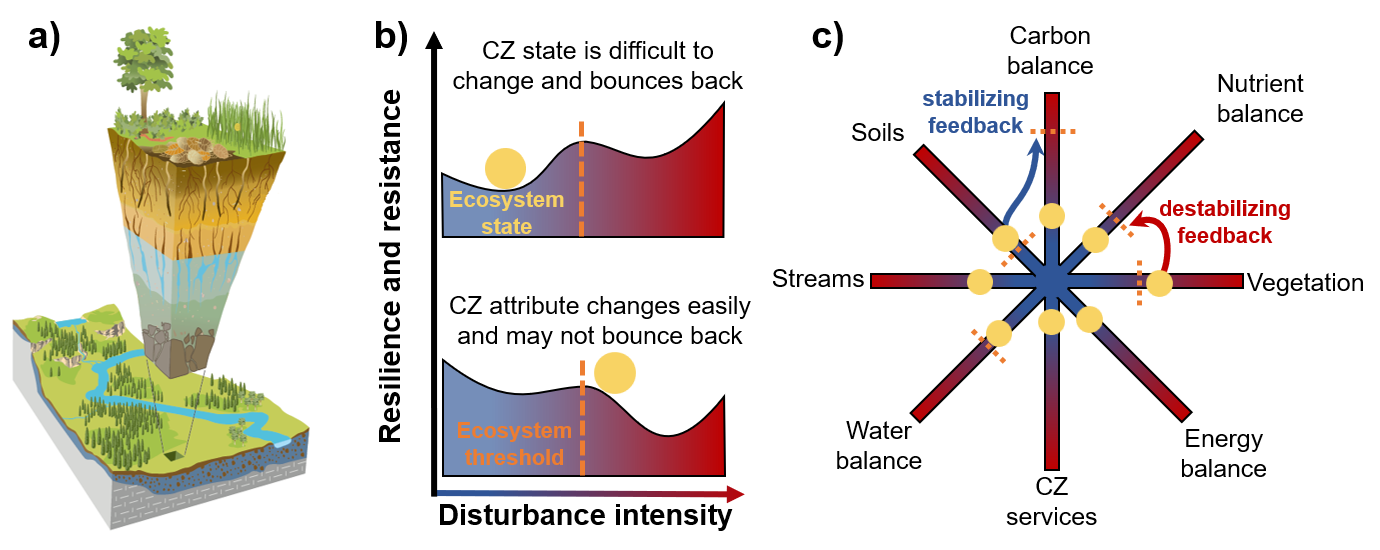 a)
b)
Resilience and resistance
CZ state is difficult to
change and bounces back
Ecosystem
state
CZ attribute changes easily
and may not bounce back
Ecosystem
threshold
Disturbance intensity
c)
Carbon
balance
Nutrient
balance
stabilizing
feedback
Soils
destabilizing
feedback
Streams
Vegetation
Water
balance
Energy
balance
CZ
services